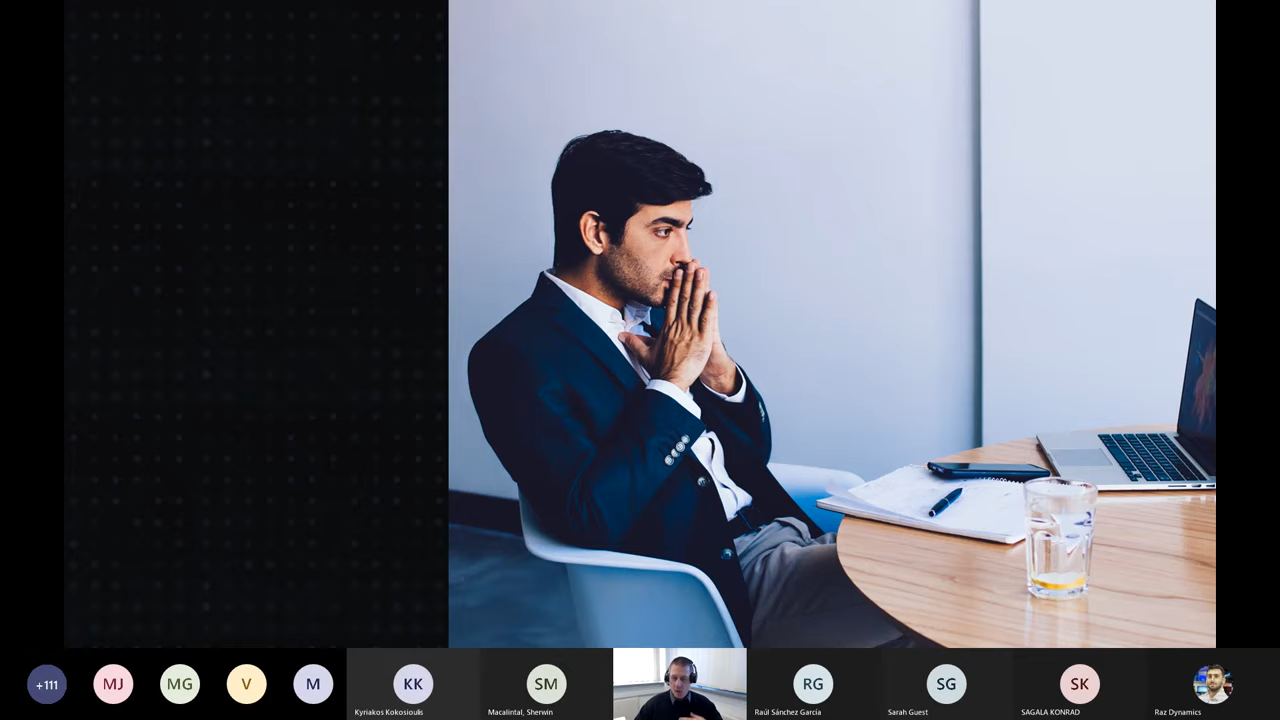 +111
MJ
MG
V
M
KK
Kyriakos Kokosioulis
SM
Macalintal, Sherwin
RG
Raúl Sánchez García
SG
Sarah Guest
SK
SAGALA KONRAD
Raz Dynamics